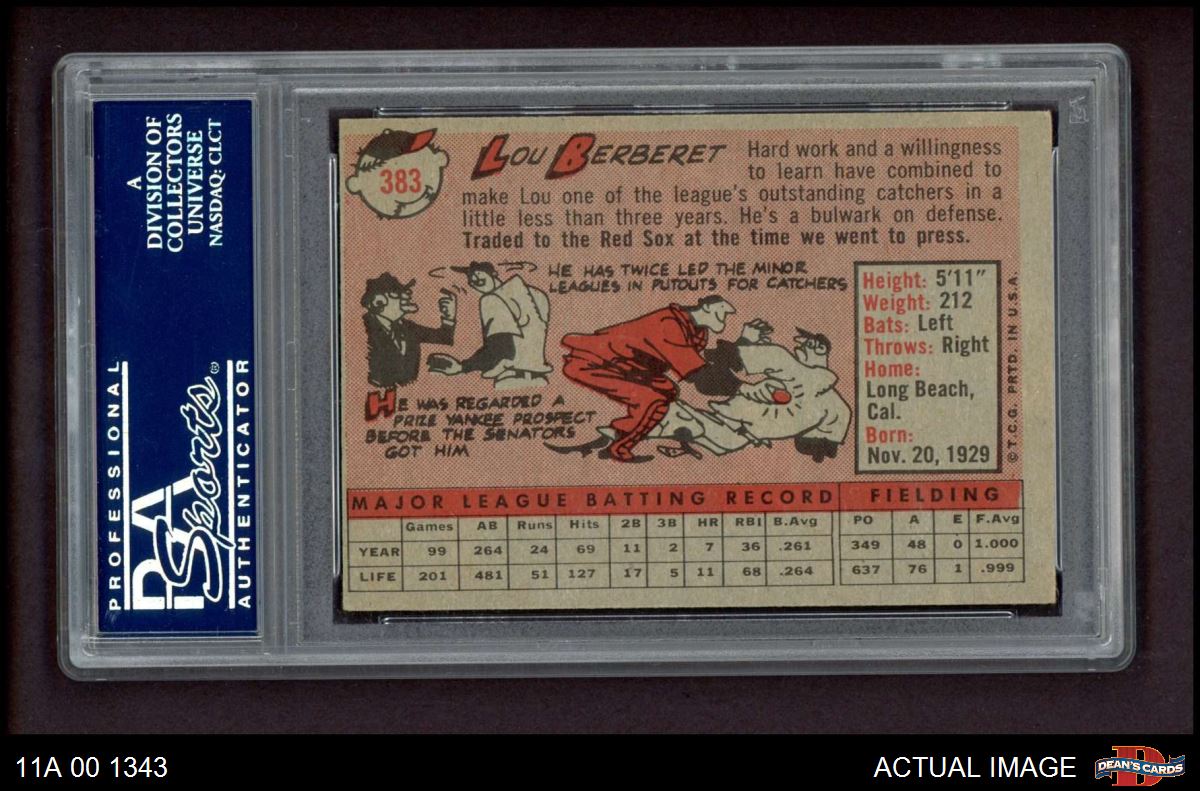 A
DIVISION OF
COLLECTORS
UNIVERSE
NASDAQ: CLCT
PROFESSIONAL
PSA
Sports®
AUTHENTICATOR
383
LOU BERBERET
Hard work and a willingness
to learn have combined to
make Lou one of the league's outstanding catchers in a
little less than three years. He's a bulwark on defense.
Traded to the Red Sox at the time we went to press.
HE HAS TWICE LED THE MINOR
LEAGUES IN PUTOUTS FOR CATCHERS
HE WAS REGARDED A
PRIZE YANKEE PROSPECT
BEFORE THE SENATORS
GOT HIM
Height: 5'11"
Weight: 212
Bats: Left
Throws: Right
Home:
Long Beach,
Cal.
Born:
Nov. 20, 1929
© T.C.G. PRTD. IN U.S.A.
MAJOR LEAGUE BATTING RECORD FIELDING
Games AB Runs Hits 2B 3B HR RBI B.Avg PO A E F.Avg
YEAR 99 264 24 69 11 2 7 36 .261 349 48 0 1.000
LIFE 201 481 51 127 17 5 11 68 .264 637 76 1 .999
11A 00 1343
ACTUAL IMAGE
D
DEAN'S CARDS